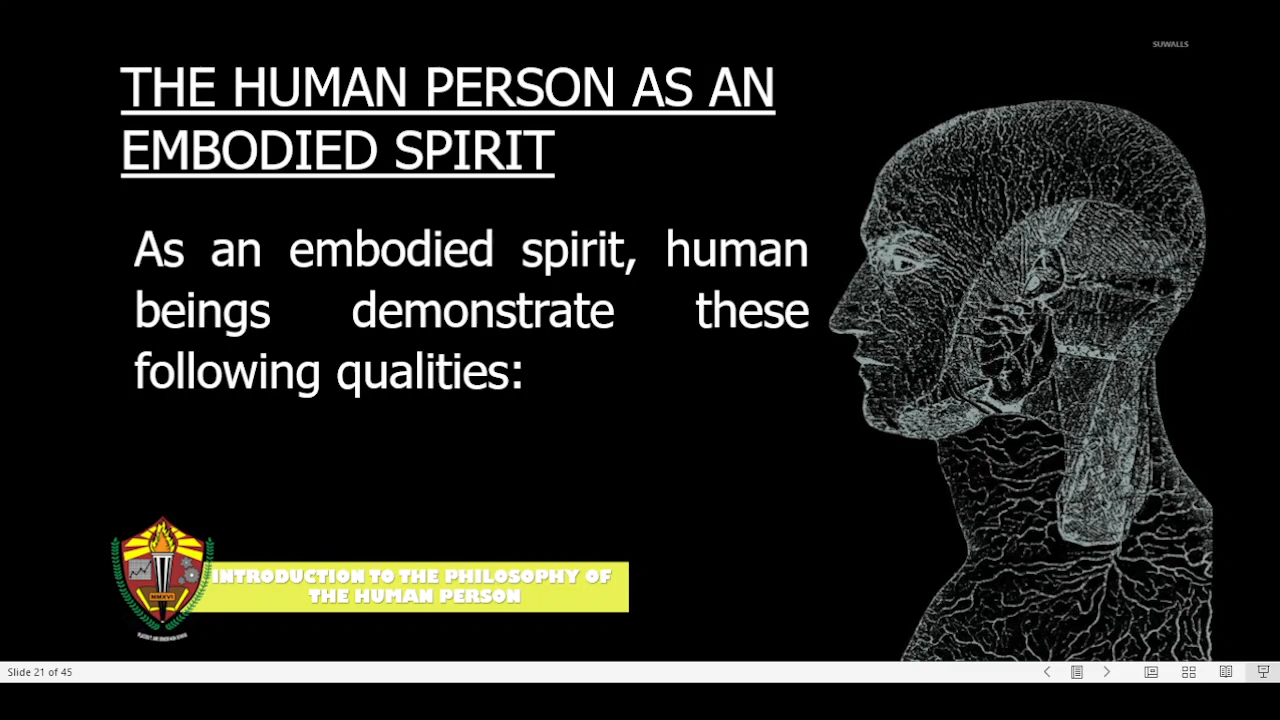 SUWALLS
THE HUMAN PERSON AS AN
EMBODIED SPIRIT
As an embodied spirit, human
beings demonstrate these
following qualities:
MMXVI
INTRODUCTION TO THE PHILOSOPHY OF
THE HUMAN PERSON
Slide 21 of 45